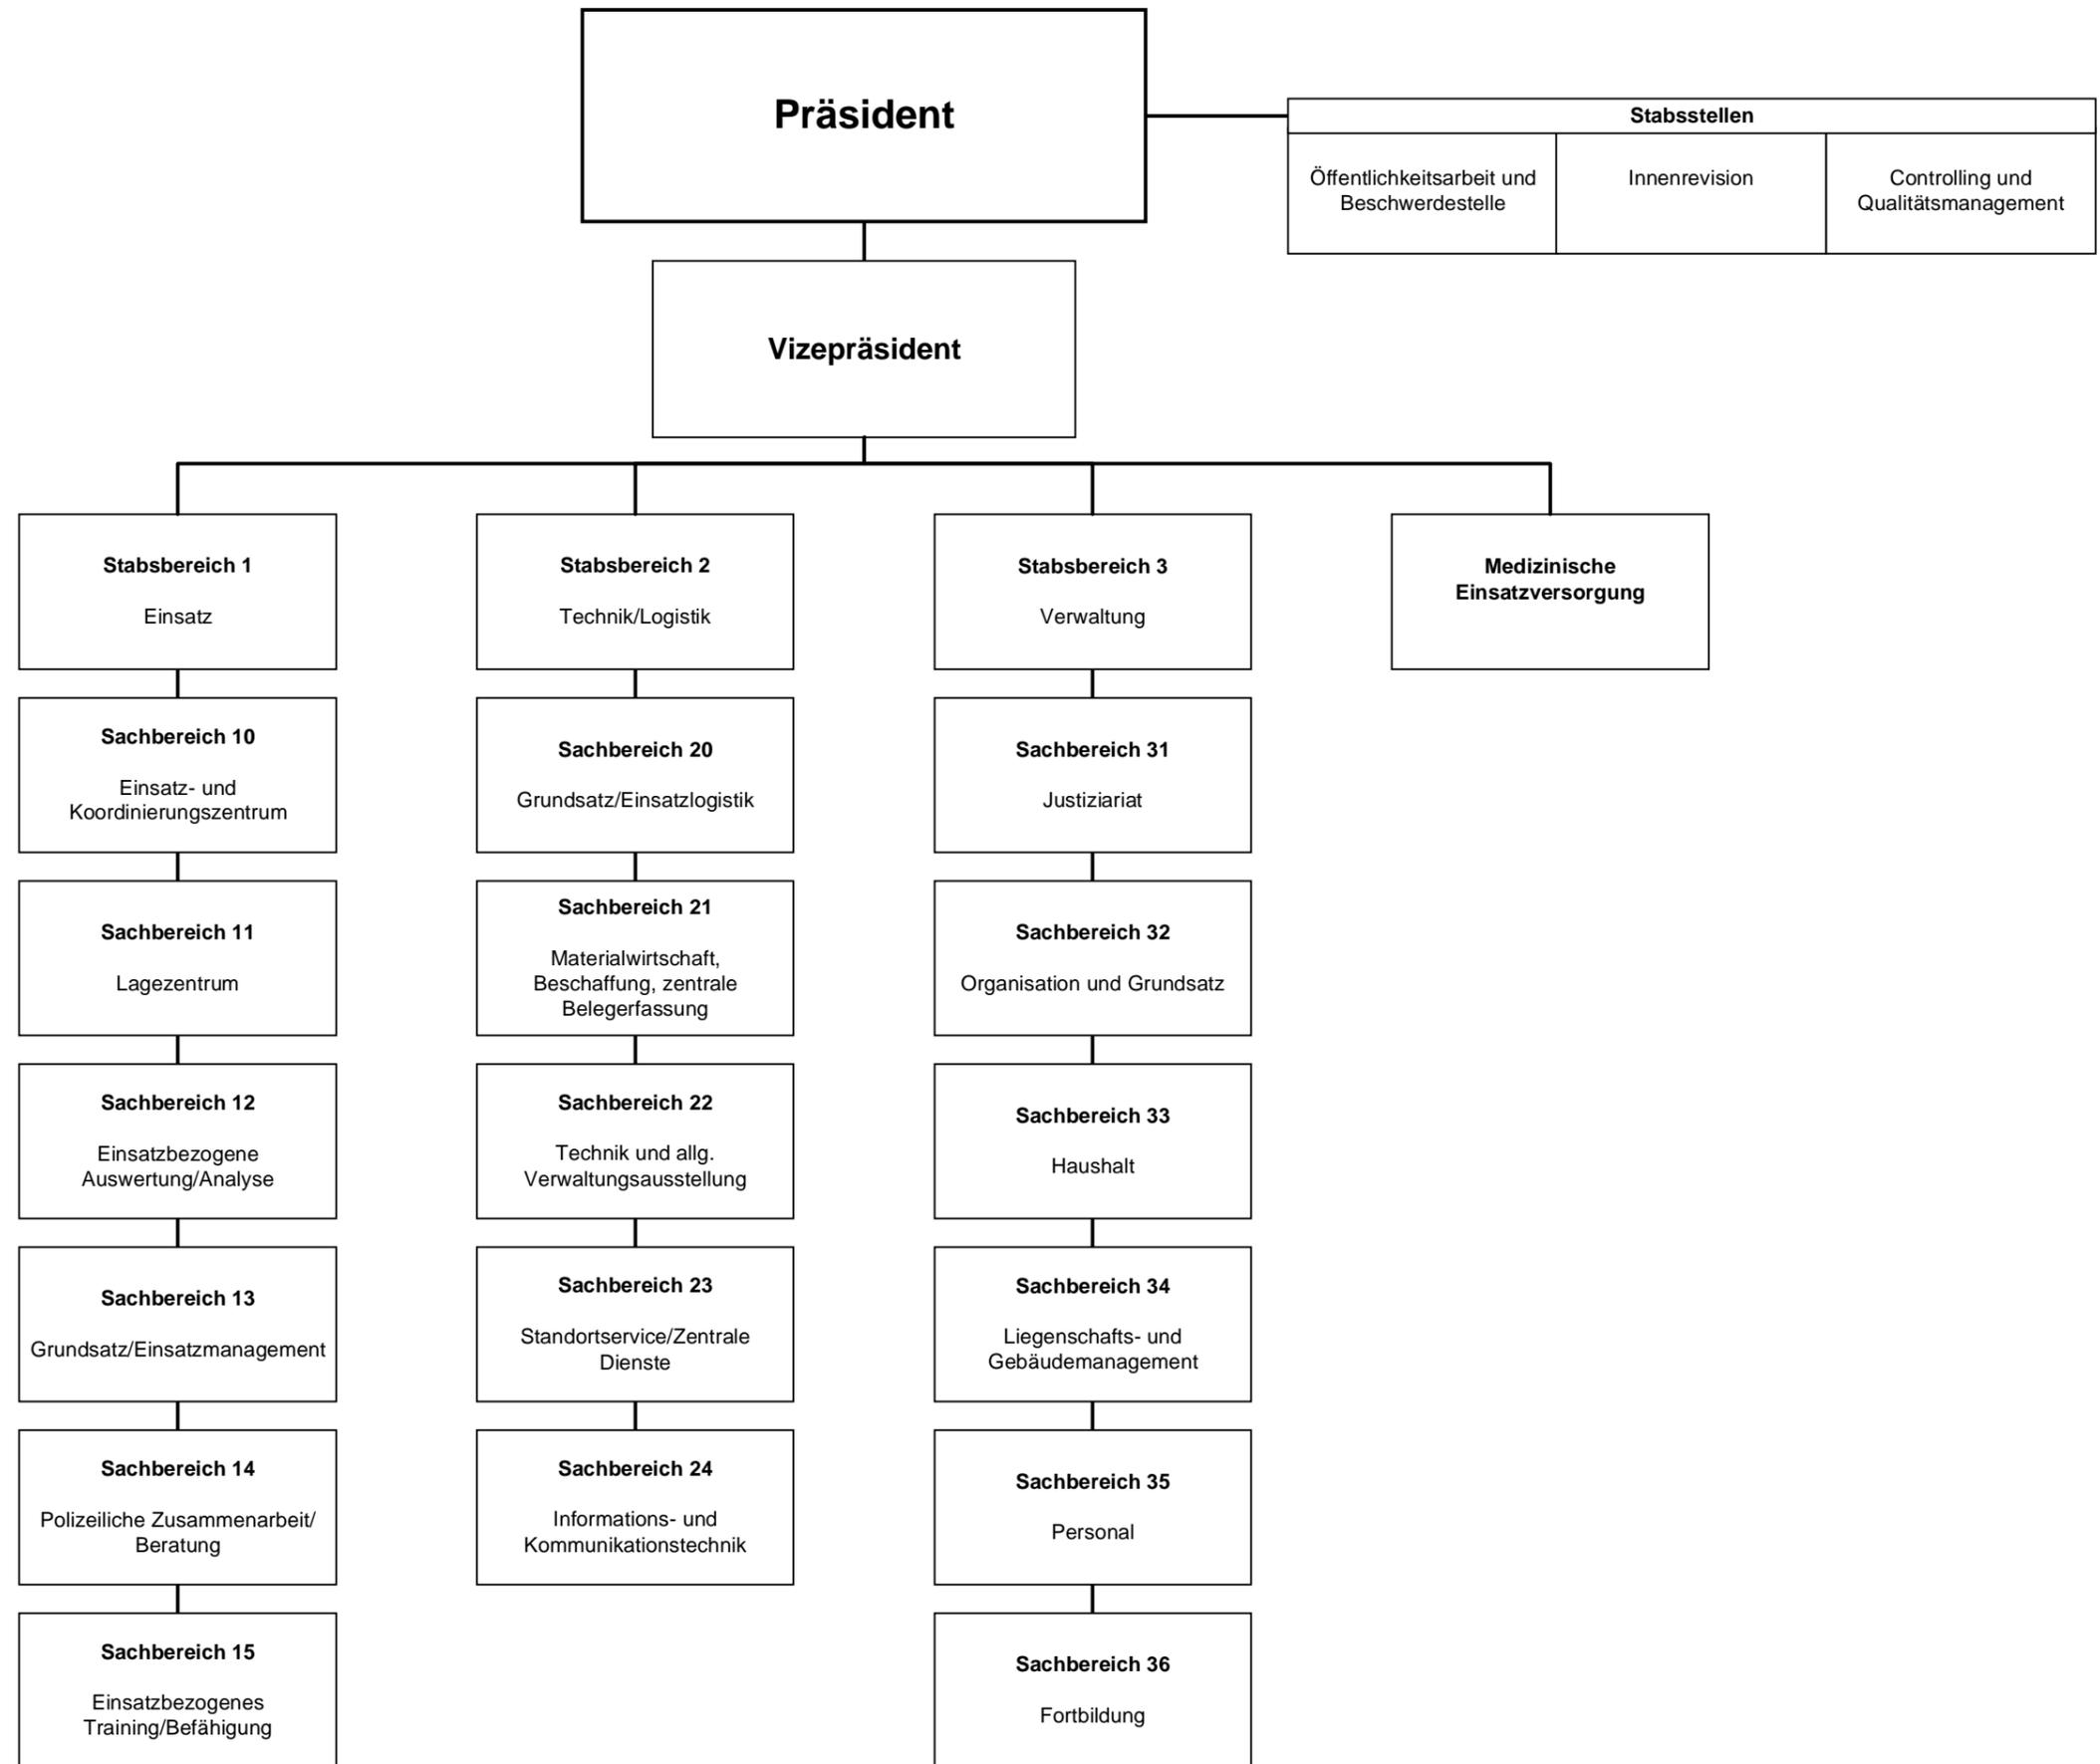 Präsident
Stabsstellen
Öffentlichkeitsarbeit und
Beschwerdestelle
Innenrevision
Controlling und
Qualitätsmanagement
Vizepräsident
Stabsbereich 1
Einsatz
Sachbereich 10
Einsatz- und
Koordinierungszentrum
Sachbereich 11
Lagezentrum
Sachbereich 12
Einsatzbezogene
Auswertung/Analyse
Sachbereich 13
Grundsatz/Einsatzmanagement
Sachbereich 14
Polizeiliche Zusammenarbeit/
Beratung
Sachbereich 15
Einsatzbezogenes
Training/Befähigung
Stabsbereich 2
Technik/Logistik
Sachbereich 20
Grundsatz/Einsatzlogistik
Sachbereich 21
Materialwirtschaft,
Beschaffung, zentrale
Belegerfassung
Sachbereich 22
Technik und allg.
Verwaltungsausstellung
Sachbereich 23
Standortservice/Zentrale
Dienste
Sachbereich 24
Informations- und
Kommunikationstechnik
Stabsbereich 3
Verwaltung
Sachbereich 31
Justiziariat
Sachbereich 32
Organisation und Grundsatz
Sachbereich 33
Haushalt
Sachbereich 34
Liegenschafts- und
Gebäudemanagement
Sachbereich 35
Personal
Sachbereich 36
Fortbildung
Medizinische
Einsatzversorgung